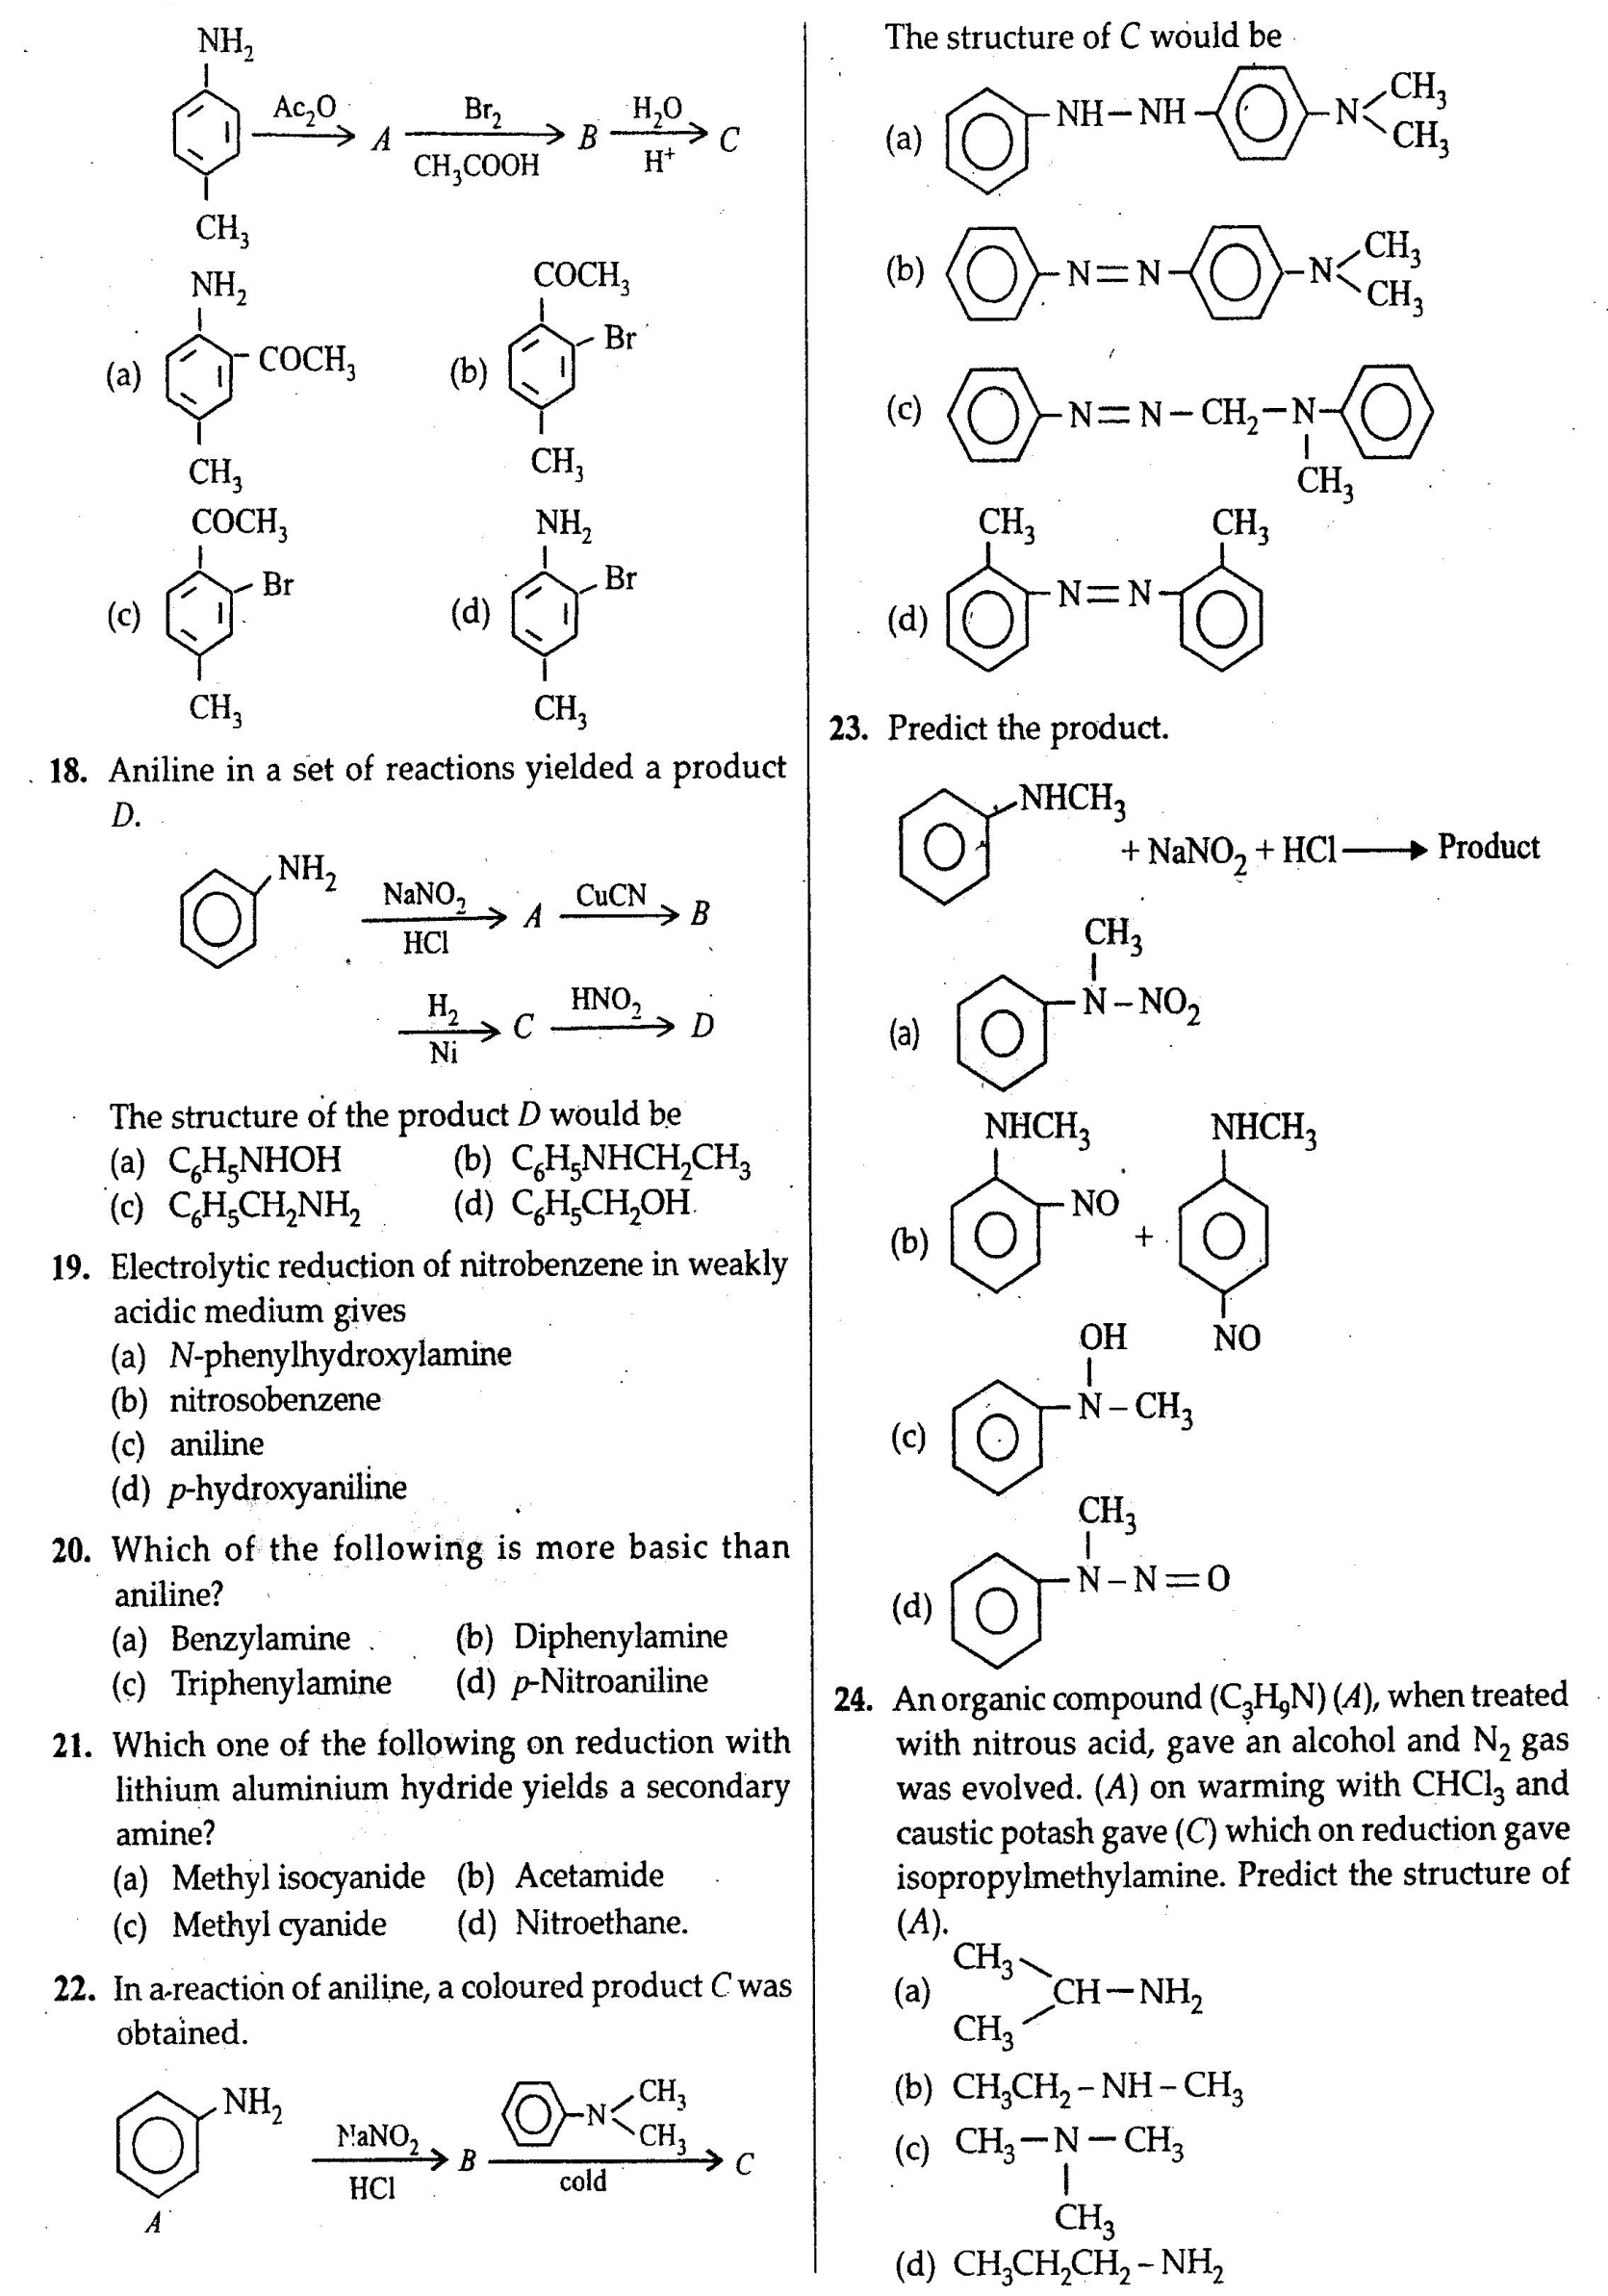 NH₂
Ac₂O → A Br₂ / CH₃COOH → B H₂O / H⁺ → C
CH₃
(a) NH₂ COCH₃ CH₃
(b) COCH₃ Br CH₃
(c) COCH₃ Br CH₃
(d) NH₂ Br CH₃
18. Aniline in a set of reactions yielded a product
D.
NH₂ NaNO₂ / HCl → A CuCN → B
H₂ / Ni → C HNO₂ → D
The structure of the product D would be
(a) C₆H₅NHOH (b) C₆H₅NHCH₂CH₃
(c) C₆H₅CH₂NH₂ (d) C₆H₅CH₂OH.
19. Electrolytic reduction of nitrobenzene in weakly
acidic medium gives
(a) N-phenylhydroxylamine
(b) nitrosobenzene
(c) aniline
(d) p-hydroxyaniline
20. Which of the following is more basic than
aniline?
(a) Benzylamine (b) Diphenylamine
(c) Triphenylamine (d) p-Nitroaniline
21. Which one of the following on reduction with
lithium aluminium hydride yields a secondary
amine?
(a) Methyl isocyanide (b) Acetamide
(c) Methyl cyanide (d) Nitroethane.
22. In a reaction of aniline, a coloured product C was
obtained.
NH₂ A NaNO₂ / HCl → B N CH₃ CH₃ / cold → C
The structure of C would be
(a) NH–NH N CH₃ CH₃
(b) N=N N CH₃ CH₃
(c) N=N–CH₂–N CH₃
(d) CH₃ N=N CH₃
23. Predict the product.
NHCH₃ + NaNO₂ + HCl → Product
(a) CH₃ N–NO₂
(b) NHCH₃ NO + NHCH₃ NO
(c) OH N–CH₃
(d) CH₃ N–N=O
24. An organic compound (C₃H₉N) (A), when treated
with nitrous acid, gave an alcohol and N₂ gas
was evolved. (A) on warming with CHCl₃ and
caustic potash gave (C) which on reduction gave
isopropylmethylamine. Predict the structure of
(A).
(a) CH₃ CH₃ CH–NH₂
(b) CH₃CH₂–NH–CH₃
(c) CH₃–N–CH₃ CH₃
(d) CH₃CH₂CH₂–NH₂